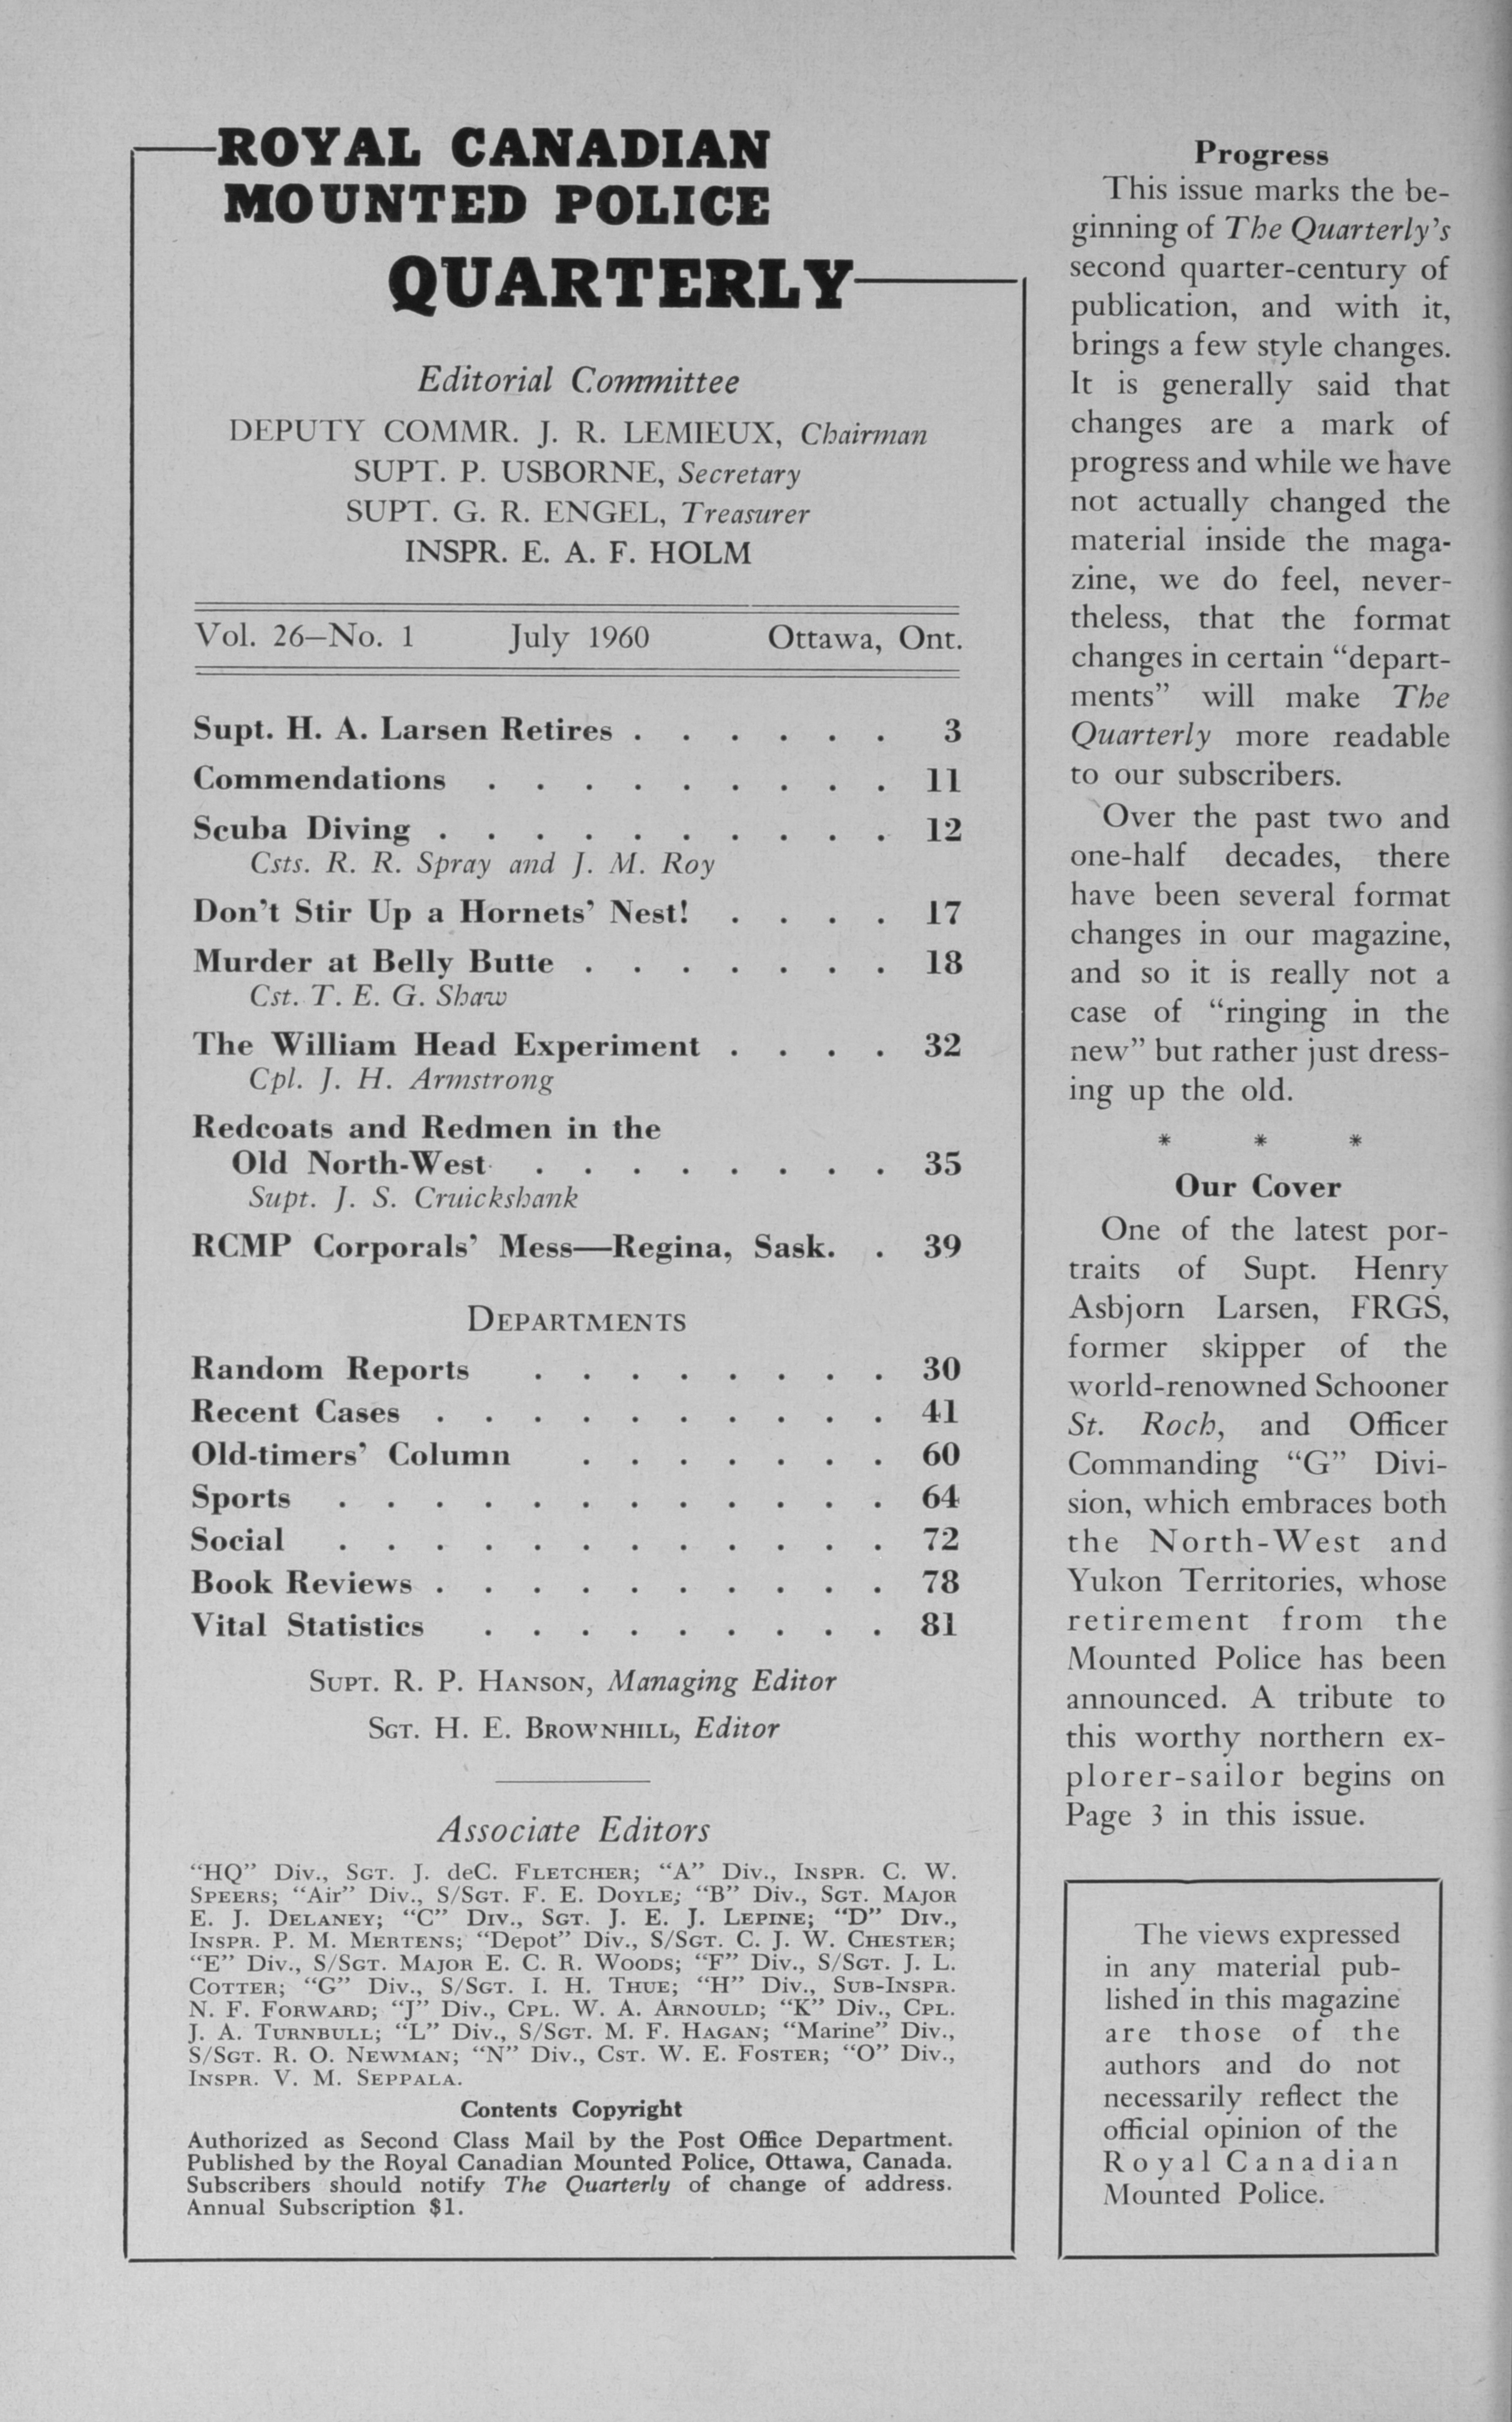 ROYAL CANADIAN
MOUNTED POLICE
QUARTERLY
Editorial Committee
DEPUTY COMMR. J. R. LEMIEUX, Chairman
SUPT. P. USBORNE, Secretary
SUPT. G. R. ENGEL, Treasurer
INSPR. E. A. F. HOLM
Vol. 26–No. 1 July 1960 Ottawa, Ont.
Supt. H. A. Larsen Retires . . . . . . 3
Commendations . . . . . . . . . 11
Scuba Diving . . . . . . . . . . 12
Csts. R. R. Spray and J. M. Roy
Don't Stir Up a Hornets' Nest! . . . . 17
Murder at Belly Butte . . . . . . . 18
Cst. T. E. G. Shaw
The William Head Experiment . . . . 32
Cpl. J. H. Armstrong
Redcoats and Redmen in the
Old North-West . . . . . . . . 35
Supt. J. S. Cruickshank
RCMP Corporals' Mess—Regina, Sask. . 39
DEPARTMENTS
Random Reports . . . . . . . . 30
Recent Cases . . . . . . . . . . 41
Old-timers' Column . . . . . . . 60
Sports . . . . . . . . . . . . 64
Social . . . . . . . . . . . . 72
Book Reviews . . . . . . . . . . 78
Vital Statistics . . . . . . . . . 81
SUPT. R. P. HANSON, Managing Editor
SGT. H. E. BROWNHILL, Editor
Associate Editors
"HQ" Div., SGT. J. deC. FLETCHER; "A" Div., INSPR. C. W.
SPEERS; "Air" Div., S/SGT. F. E. DOYLE; "B" Div., SGT. MAJOR
E. J. DELANEY; "C" DIV., SGT. J. E. J. LEPINE; "D" DIV.,
INSPR. P. M. MERTENS; "Depot" Div., S/SGT. C. J. W. CHESTER;
"E" Div., S/SGT. MAJOR E. C. R. WOODS; "F" Div., S/SGT. J. L.
COTTER; "G" Div., S/SGT. I. H. THUE; "H" Div., SUB-INSPR.
N. F. FORWARD; "J" Div., CPL. W. A. ARNOULD; "K" Div., CPL.
J. A. TURNBULL; "L" Div., S/SGT. M. F. HAGAN; "Marine" Div.,
S/SGT. R. O. NEWMAN; "N" Div., CST. W. E. FOSTER; "O" Div.,
INSPR. V. M. SEPPALA.
Contents Copyright
Authorized as Second Class Mail by the Post Office Department.
Published by the Royal Canadian Mounted Police, Ottawa, Canada.
Subscribers should notify The Quarterly of change of address.
Annual Subscription $1.
Progress
This issue marks the be-
ginning of The Quarterly's
second quarter-century of
publication, and with it,
brings a few style changes.
It is generally said that
changes are a mark of
progress and while we have
not actually changed the
material inside the maga-
zine, we do feel, never-
theless, that the format
changes in certain "depart-
ments" will make The
Quarterly more readable
to our subscribers.
Over the past two and
one-half decades, there
have been several format
changes in our magazine,
and so it is really not a
case of "ringing in the
new" but rather just dress-
ing up the old.
* * *
Our Cover
One of the latest por-
traits of Supt. Henry
Asbjorn Larsen, FRGS,
former skipper of the
world-renowned Schooner
St. Roch, and Officer
Commanding "G" Divi-
sion, which embraces both
the North-West and
Yukon Territories, whose
retirement from the
Mounted Police has been
announced. A tribute to
this worthy northern ex-
plorer-sailor begins on
Page 3 in this issue.
The views expressed
in any material pub-
lished in this magazine
are those of the
authors and do not
necessarily reflect the
official opinion of the
Royal Canadian
Mounted Police.